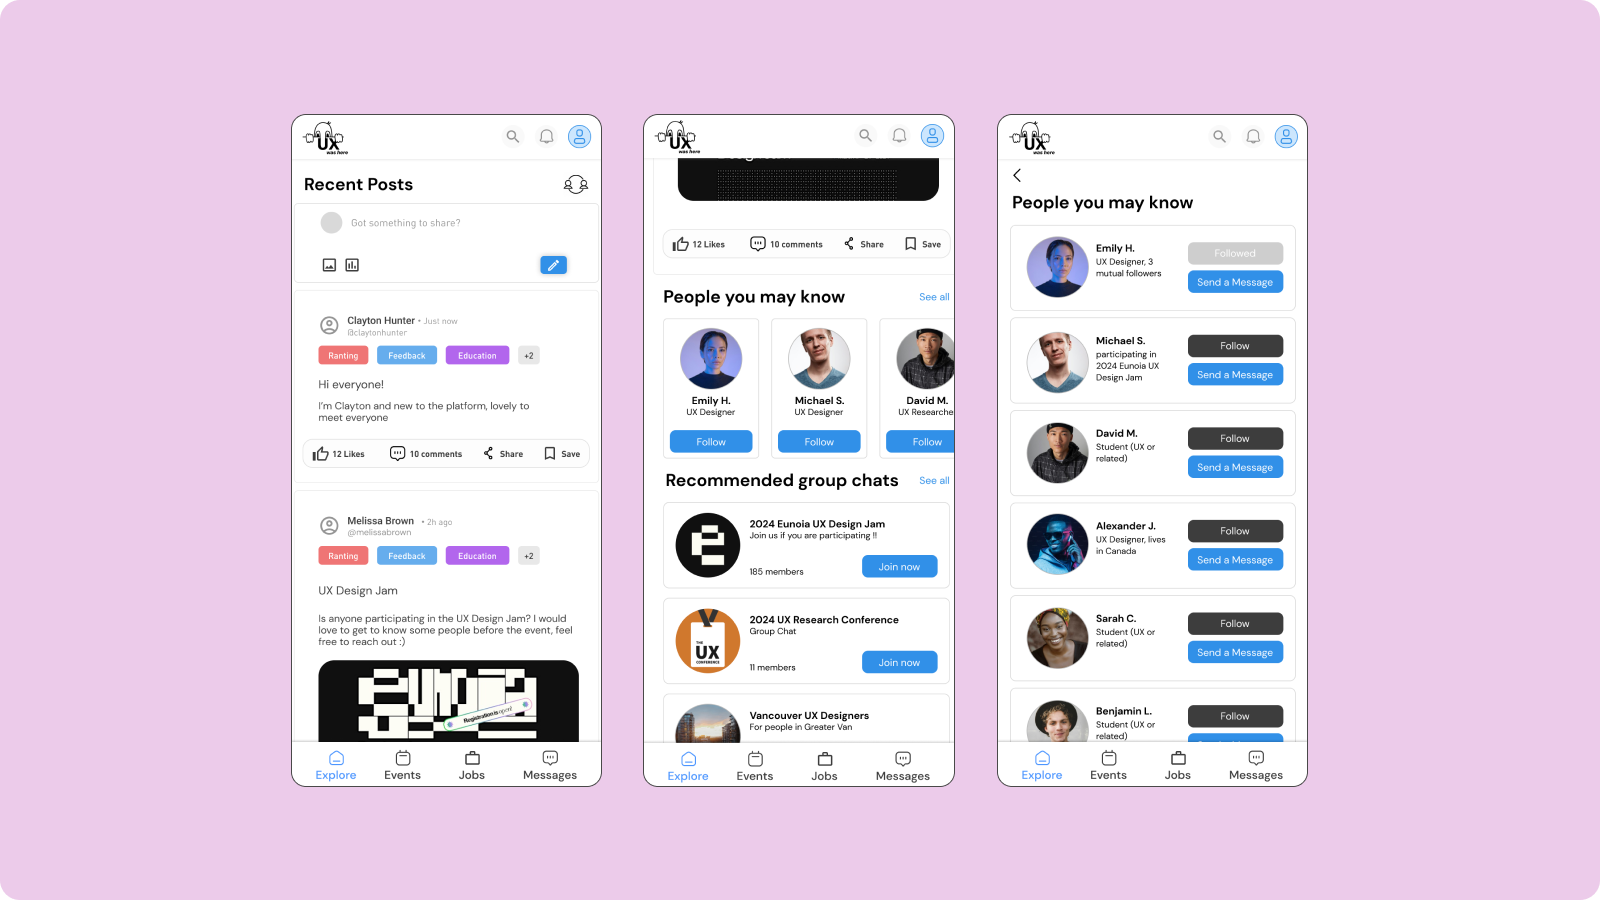 UX
was here
Recent Posts
Got something to share?
Clayton Hunter • Just now
@claytonhunter
Ranting
Feedback
Education
+2
Hi everyone!
I'm Clayton and new to the platform, lovely to
meet everyone
12 Likes
10 comments
Share
Save
Melissa Brown • 2h ago
@melissabrown
Ranting
Feedback
Education
+2
UX Design Jam
Is anyone participating in the UX Design Jam? I would
love to get to know some people before the event, feel
free to reach out :)
eunoia
Registration is open!
Explore
Events
Jobs
Messages
UX
was here
12 Likes
10 comments
Share
Save
People you may know
See all
Emily H.
UX Designer
Follow
Michael S.
UX Designer
Follow
David M.
UX Researche
Follow
Recommended group chats
See all
e
2024 Eunoia UX Design Jam
Join us if you are participating !!
185 members
Join now
THE
UX
CONFERENCE
2024 UX Research Conference
Group Chat
11 members
Join now
Vancouver UX Designers
For people in Greater Van
Explore
Events
Jobs
Messages
UX
was here
People you may know
Emily H.
UX Designer, 3
mutual followers
Followed
Send a Message
Michael S.
participating in
2024 Eunoia UX
Design Jam
Follow
Send a Message
David M.
Student (UX or
related)
Follow
Send a Message
Alexander J.
UX Designer, lives
in Canada
Follow
Send a Message
Sarah C.
Student (UX or
related)
Follow
Send a Message
Benjamin L.
Student (UX or
related)
Follow
Explore
Events
Jobs
Messages